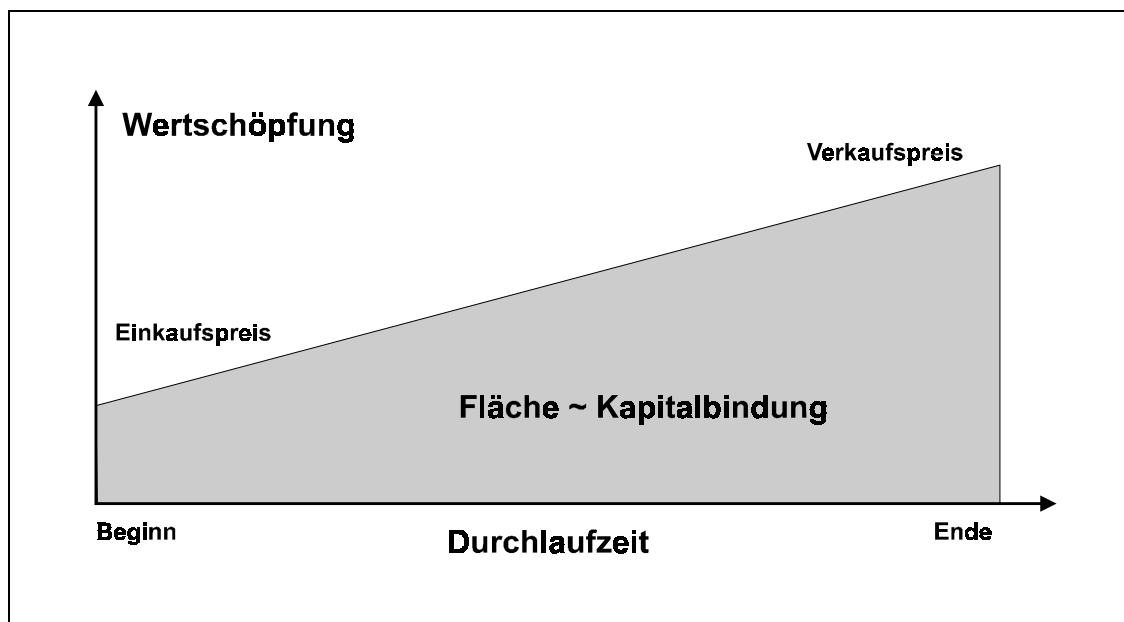 Wertschöpfung
Verkaufspreis
Einkaufspreis
Fläche ~ Kapitalbindung
Beginn
Durchlaufzeit
Ende